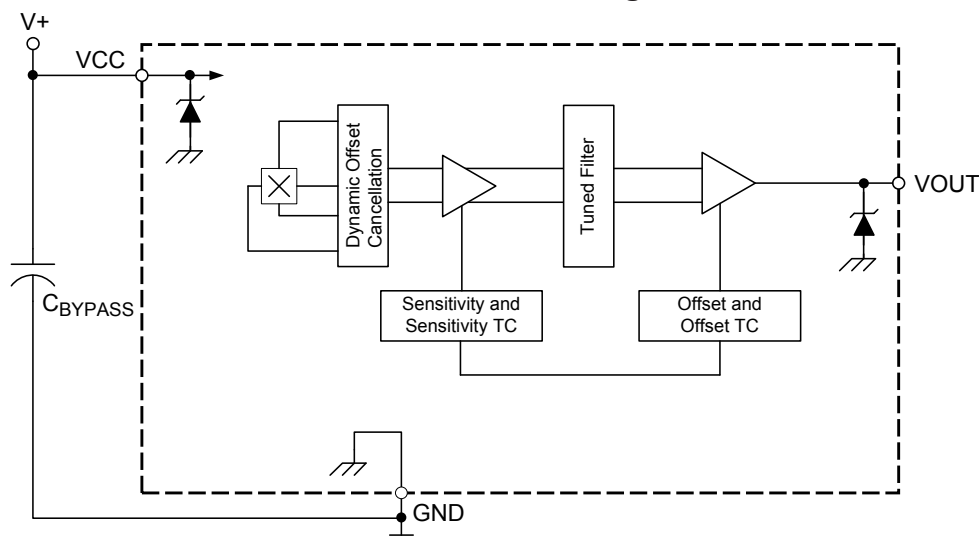 V+
VCC
Dynamic Offset
Cancellation
Tuned Filter
VOUT
CBYPASS
Sensitivity and
Sensitivity TC
Offset and
Offset TC
GND